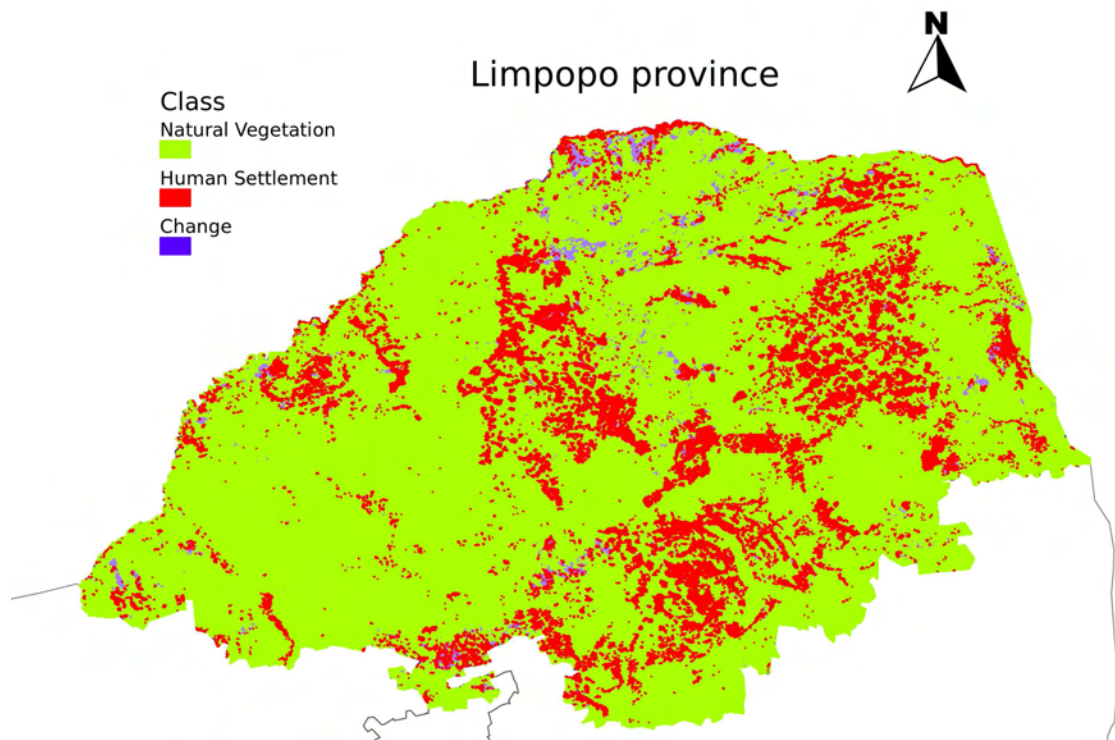 N
Limpopo province
Class
Natural Vegetation
Human Settlement
Change